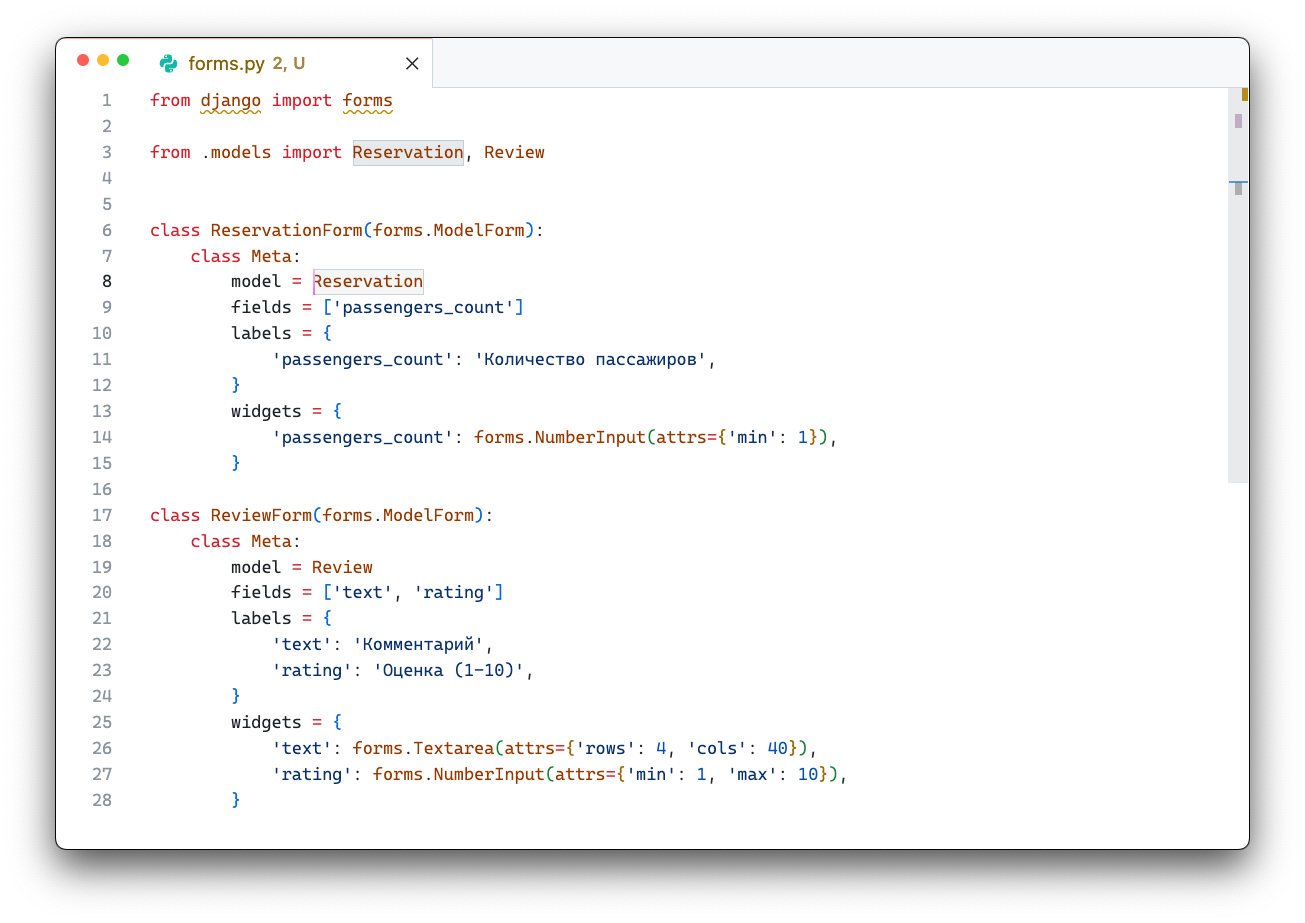 forms.py 2, U
1 from django import forms
2
3 from .models import Reservation, Review
4
5
6 class ReservationForm(forms.ModelForm):
7     class Meta:
8         model = Reservation
9         fields = ['passengers_count']
10         labels = {
11             'passengers_count': 'Количество пассажиров',
12         }
13         widgets = {
14             'passengers_count': forms.NumberInput(attrs={'min': 1}),
15         }
16
17 class ReviewForm(forms.ModelForm):
18     class Meta:
19         model = Review
20         fields = ['text', 'rating']
21         labels = {
22             'text': 'Комментарий',
23             'rating': 'Оценка (1-10)',
24         }
25         widgets = {
26             'text': forms.Textarea(attrs={'rows': 4, 'cols': 40}),
27             'rating': forms.NumberInput(attrs={'min': 1, 'max': 10}),
28         }